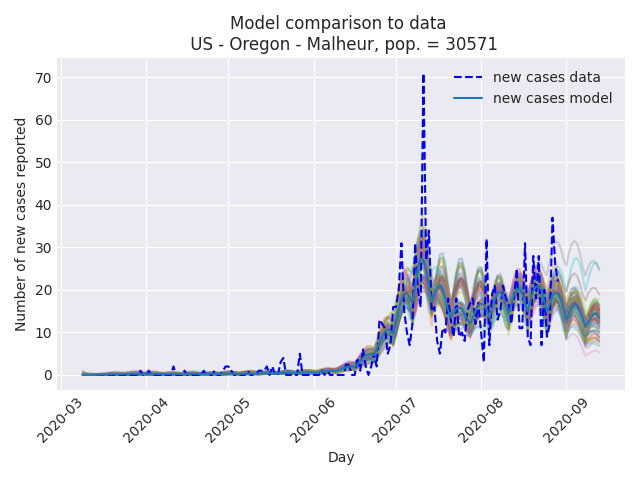 Model comparison to data
US - Oregon - Malheur, pop. = 30571
new cases data
new cases model
Number of new cases reported
70
60
50
40
30
20
10
0
2020-03
2020-04
2020-05
2020-06
2020-07
2020-08
2020-09
Day